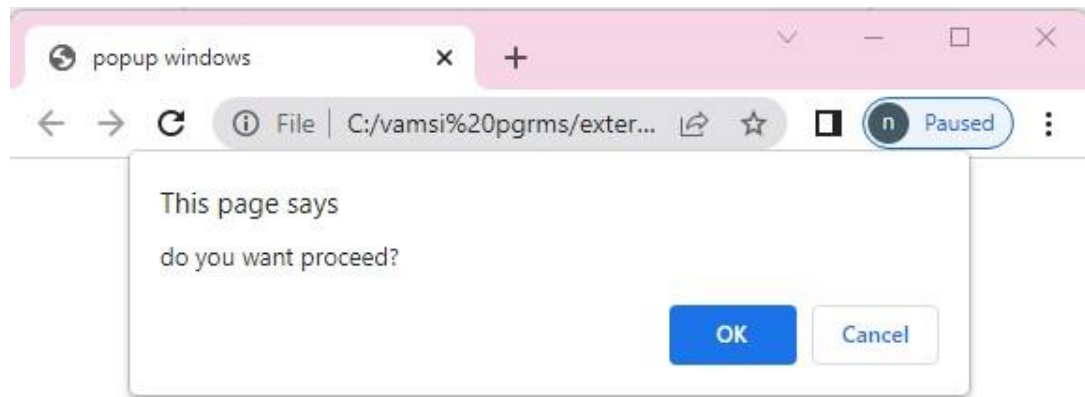 popup windows
File C:/vamsi%20pgrms/exter...
n Paused
This page says
do you want proceed?
OK Cancel